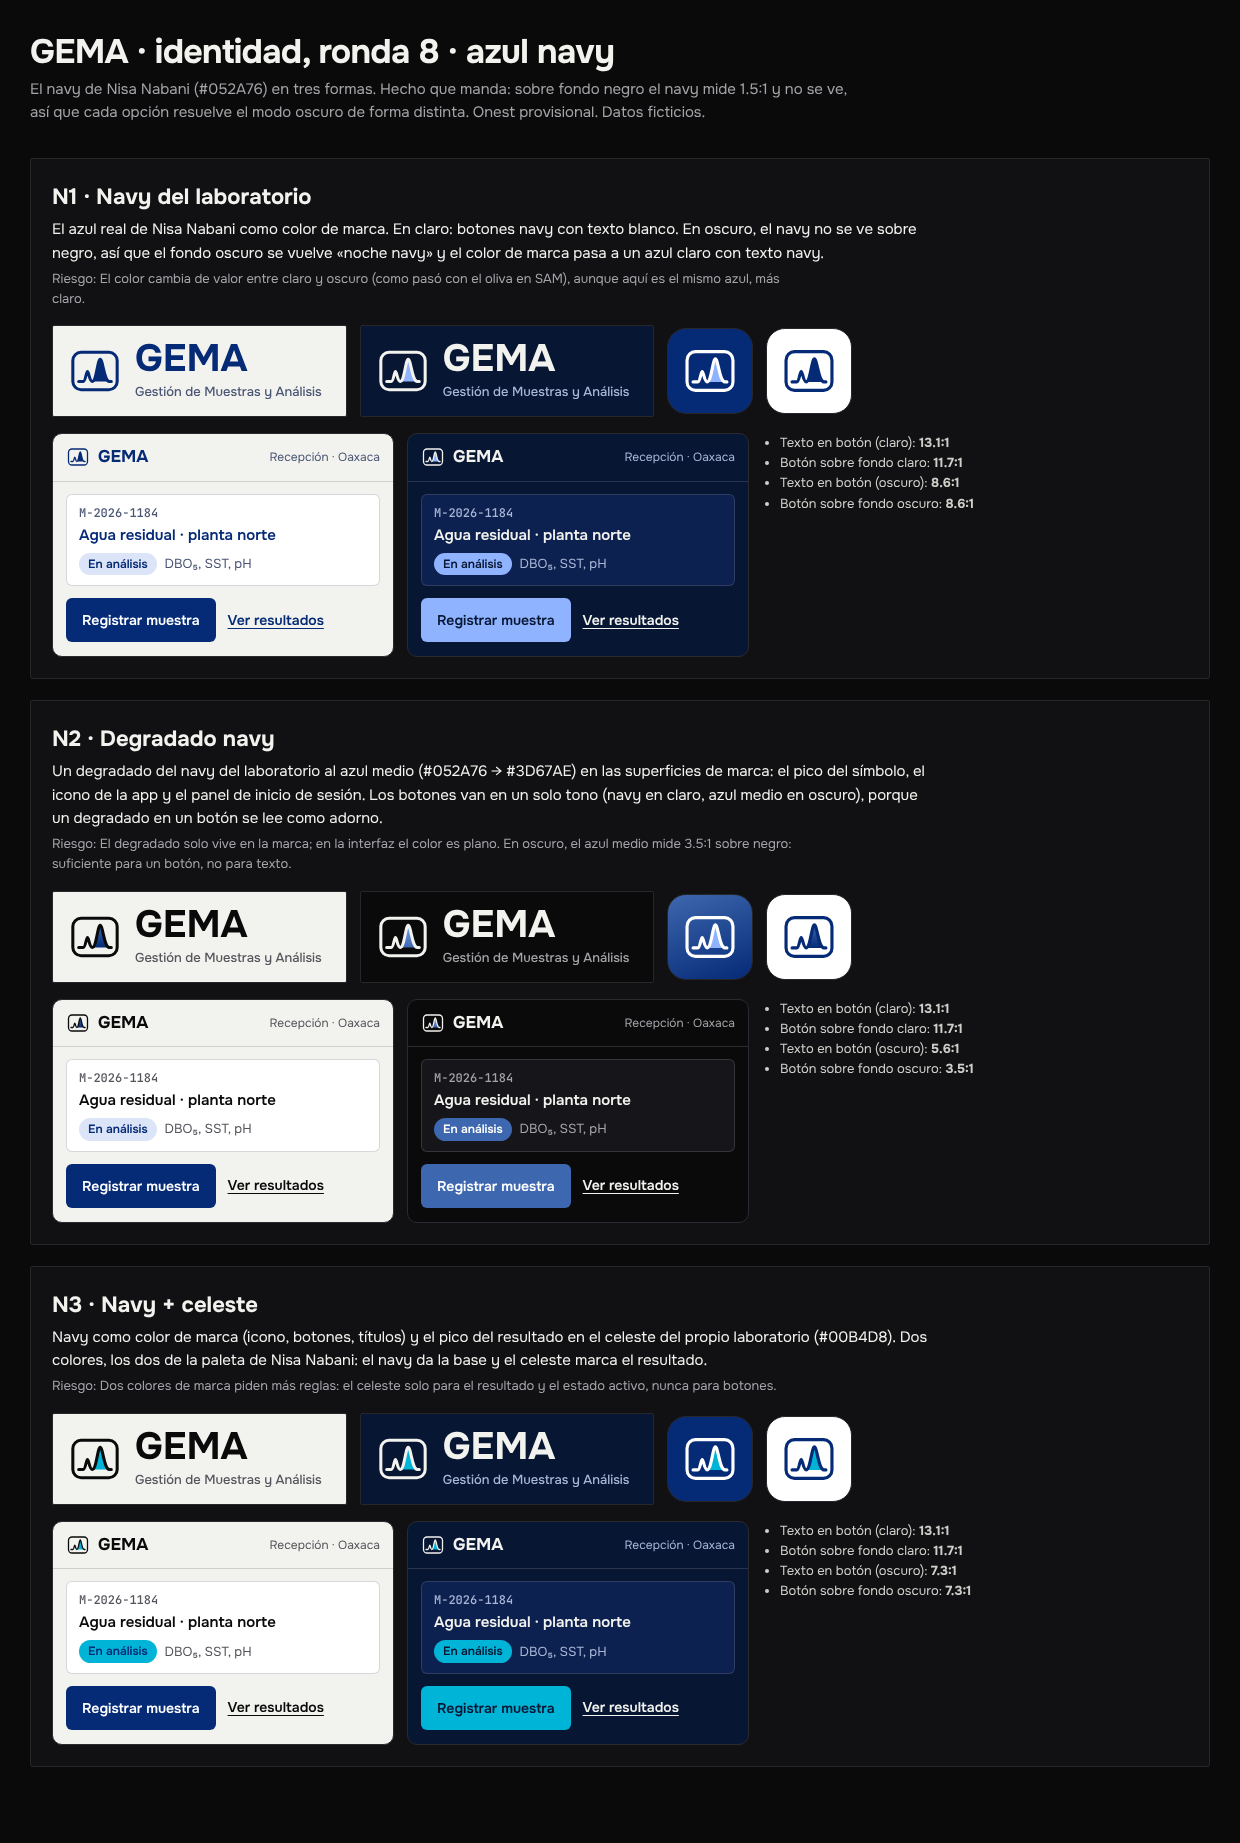 GEMA · identidad, ronda 8 · azul navy
El navy de Nisa Nabani (#052A76) en tres formas. Hecho que manda: sobre fondo negro el navy mide 1.5:1 y no se ve,
así que cada opción resuelve el modo oscuro de forma distinta. Onest provisional. Datos ficticios.
N1 · Navy del laboratorio
El azul real de Nisa Nabani como color de marca. En claro: botones navy con texto blanco. En oscuro, el navy no se ve sobre
negro, así que el fondo oscuro se vuelve «noche navy» y el color de marca pasa a un azul claro con texto navy.
Riesgo: El color cambia de valor entre claro y oscuro (como pasó con el oliva en SAM), aunque aquí es el mismo azul, más
claro.
GEMA
Gestión de Muestras y Análisis
GEMA
Gestión de Muestras y Análisis
GEMA
Recepción · Oaxaca
M-2026-1184
Agua residual · planta norte
En análisis DBO₅, SST, pH
Registrar muestra Ver resultados
GEMA
Recepción · Oaxaca
M-2026-1184
Agua residual · planta norte
En análisis DBO₅, SST, pH
Registrar muestra Ver resultados
• Texto en botón (claro): 13.1:1
• Botón sobre fondo claro: 11.7:1
• Texto en botón (oscuro): 8.6:1
• Botón sobre fondo oscuro: 8.6:1
N2 · Degradado navy
Un degradado del navy del laboratorio al azul medio (#052A76 → #3D67AE) en las superficies de marca: el pico del símbolo, el
icono de la app y el panel de inicio de sesión. Los botones van en un solo tono (navy en claro, azul medio en oscuro), porque
un degradado en un botón se lee como adorno.
Riesgo: El degradado solo vive en la marca; en la interfaz el color es plano. En oscuro, el azul medio mide 3.5:1 sobre negro:
suficiente para un botón, no para texto.
GEMA
Gestión de Muestras y Análisis
GEMA
Gestión de Muestras y Análisis
GEMA
Recepción · Oaxaca
M-2026-1184
Agua residual · planta norte
En análisis DBO₅, SST, pH
Registrar muestra Ver resultados
GEMA
Recepción · Oaxaca
M-2026-1184
Agua residual · planta norte
En análisis DBO₅, SST, pH
Registrar muestra Ver resultados
• Texto en botón (claro): 13.1:1
• Botón sobre fondo claro: 11.7:1
• Texto en botón (oscuro): 5.6:1
• Botón sobre fondo oscuro: 3.5:1
N3 · Navy + celeste
Navy como color de marca (icono, botones, títulos) y el pico del resultado en el celeste del propio laboratorio (#00B4D8). Dos
colores, los dos de la paleta de Nisa Nabani: el navy da la base y el celeste marca el resultado.
Riesgo: Dos colores de marca piden más reglas: el celeste solo para el resultado y el estado activo, nunca para botones.
GEMA
Gestión de Muestras y Análisis
GEMA
Gestión de Muestras y Análisis
GEMA
Recepción · Oaxaca
M-2026-1184
Agua residual · planta norte
En análisis DBO₅, SST, pH
Registrar muestra Ver resultados
GEMA
Recepción · Oaxaca
M-2026-1184
Agua residual · planta norte
En análisis DBO₅, SST, pH
Registrar muestra Ver resultados
• Texto en botón (claro): 13.1:1
• Botón sobre fondo claro: 11.7:1
• Texto en botón (oscuro): 7.3:1
• Botón sobre fondo oscuro: 7.3:1